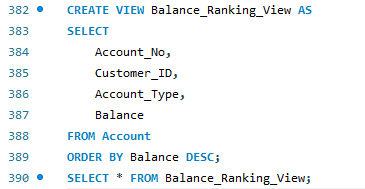 382 CREATE VIEW Balance_Ranking_View AS
383 SELECT
384 Account_No,
385 Customer_ID,
386 Account_Type,
387 Balance
388 FROM Account
389 ORDER BY Balance DESC;
390 SELECT * FROM Balance_Ranking_View;